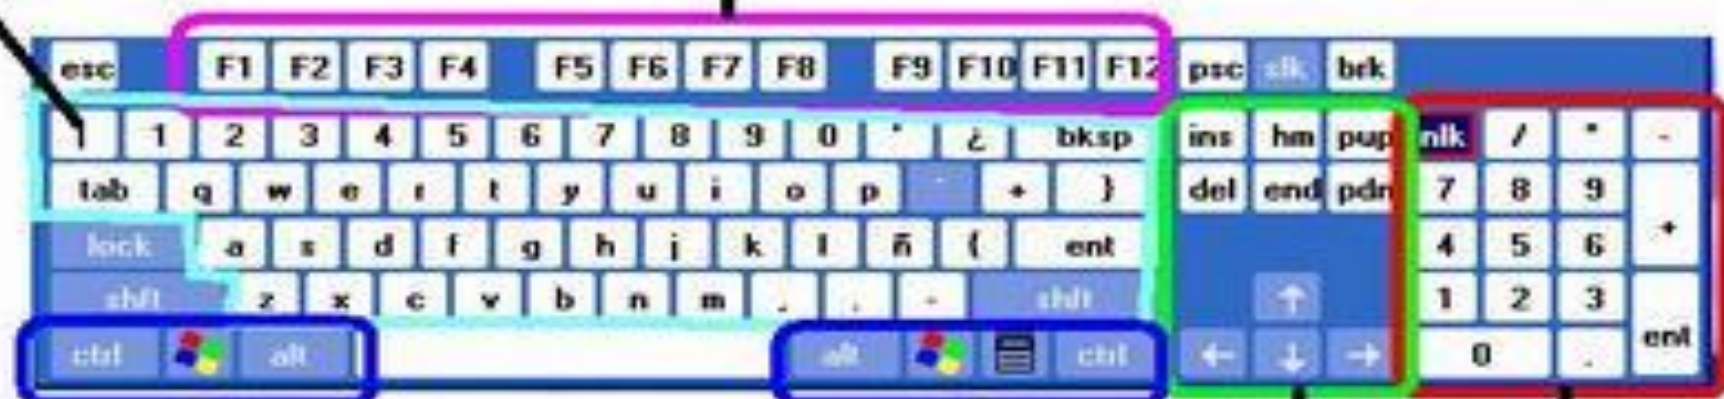 esc F1 F2 F3 F4 F5 F6 F7 F8 F9 F10 F11 F12 psc slk brk
| 1 2 3 4 5 6 7 8 9 0 ' ¿ bksp ins hm pup nlk / * -
tab q w e r t y u i o p ` + } del end pdn 7 8 9 +
lock a s d f g h j k l ñ { ent 4 5 6
shft z x c v b n m , . - shft ↑ 1 2 3 ent
ctrl alt alt ctrl ← ↓ → 0 .